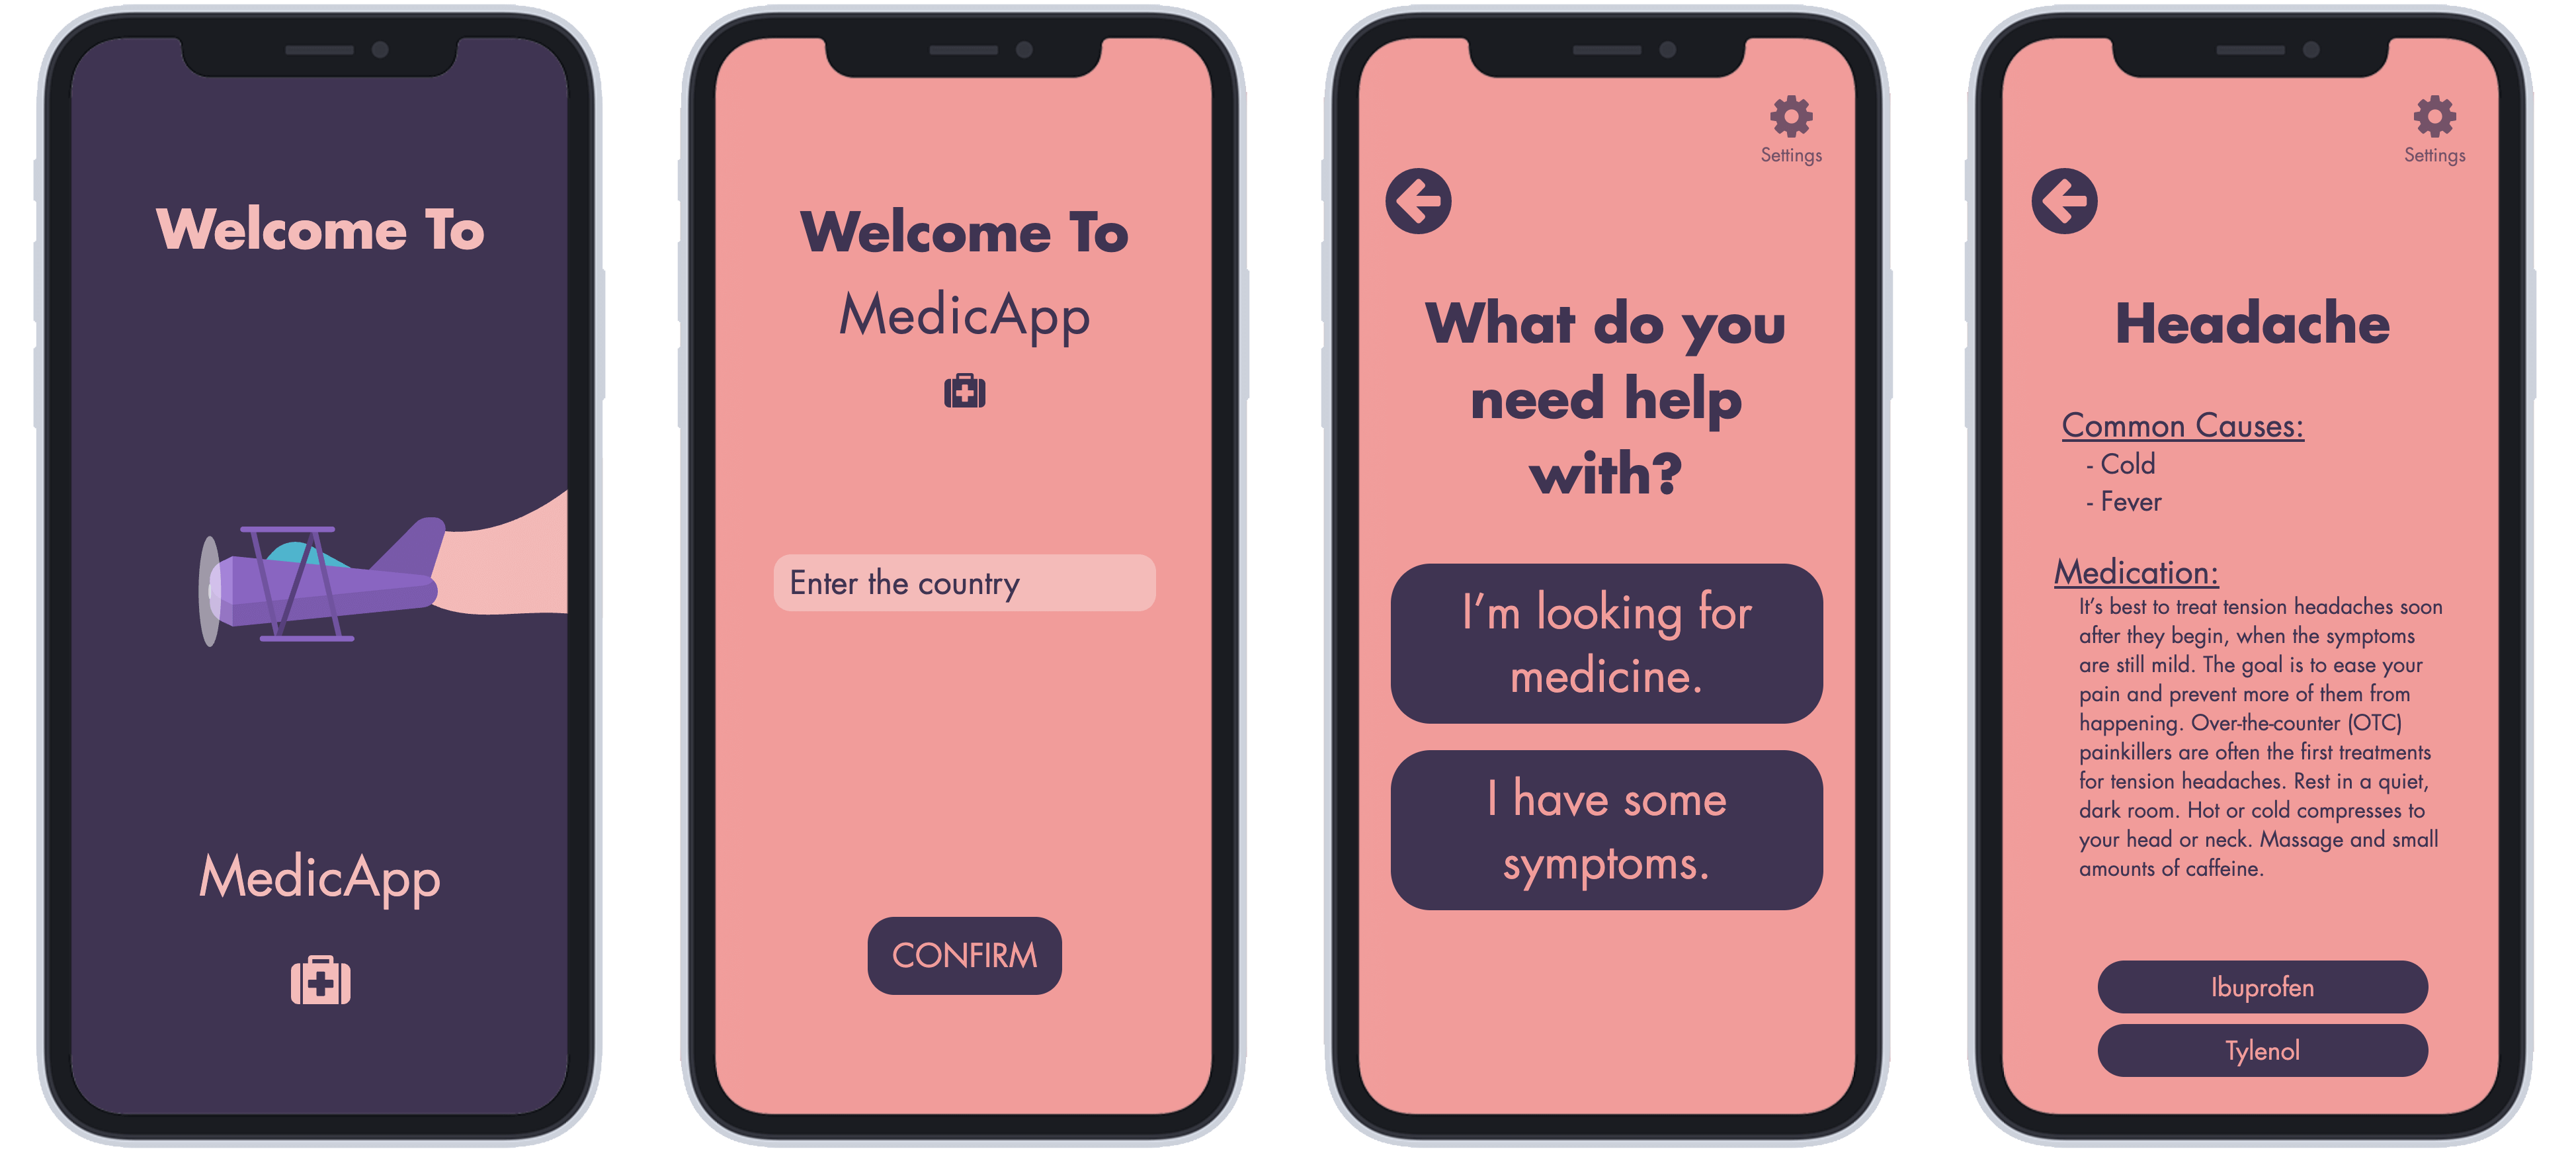 Welcome To
MedicApp
Welcome To
MedicApp
Enter the country
CONFIRM
Settings
What do you
need help
with?
I'm looking for
medicine.
I have some
symptoms.
Settings
Headache
Common Causes:
- Cold
- Fever
Medication:
It's best to treat tension headaches soon
after they begin, when the symptoms
are still mild. The goal is to ease your
pain and prevent more of them from
happening. Over-the-counter (OTC)
painkillers are often the first treatments
for tension headaches. Rest in a quiet,
dark room. Hot or cold compresses to
your head or neck. Massage and small
amounts of caffeine.
Ibuprofen
Tylenol